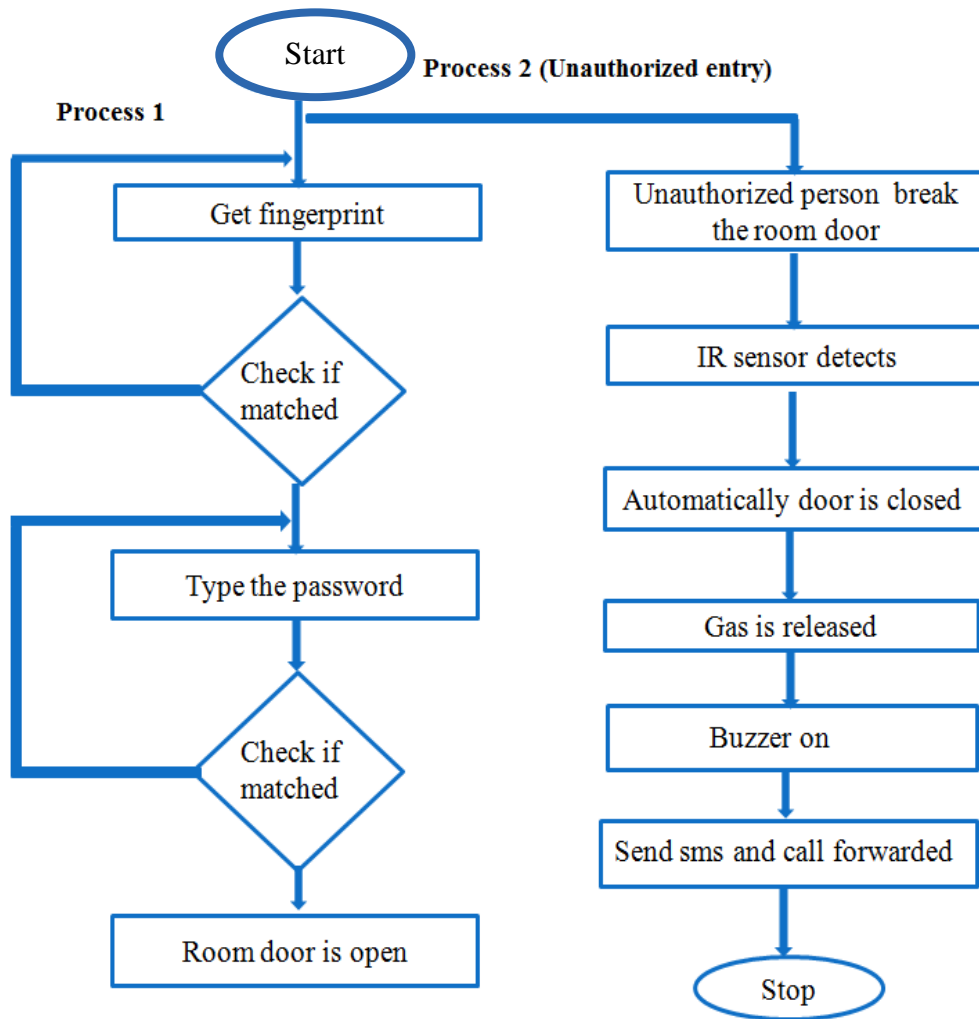 Start
Process 2 (Unauthorized entry)
Process 1
Get fingerprint
Check if
matched
Type the password
Check if
matched
Room door is open
Unauthorized person break
the room door
IR sensor detects
Automatically door is closed
Gas is released
Buzzer on
Send sms and call forwarded
Stop